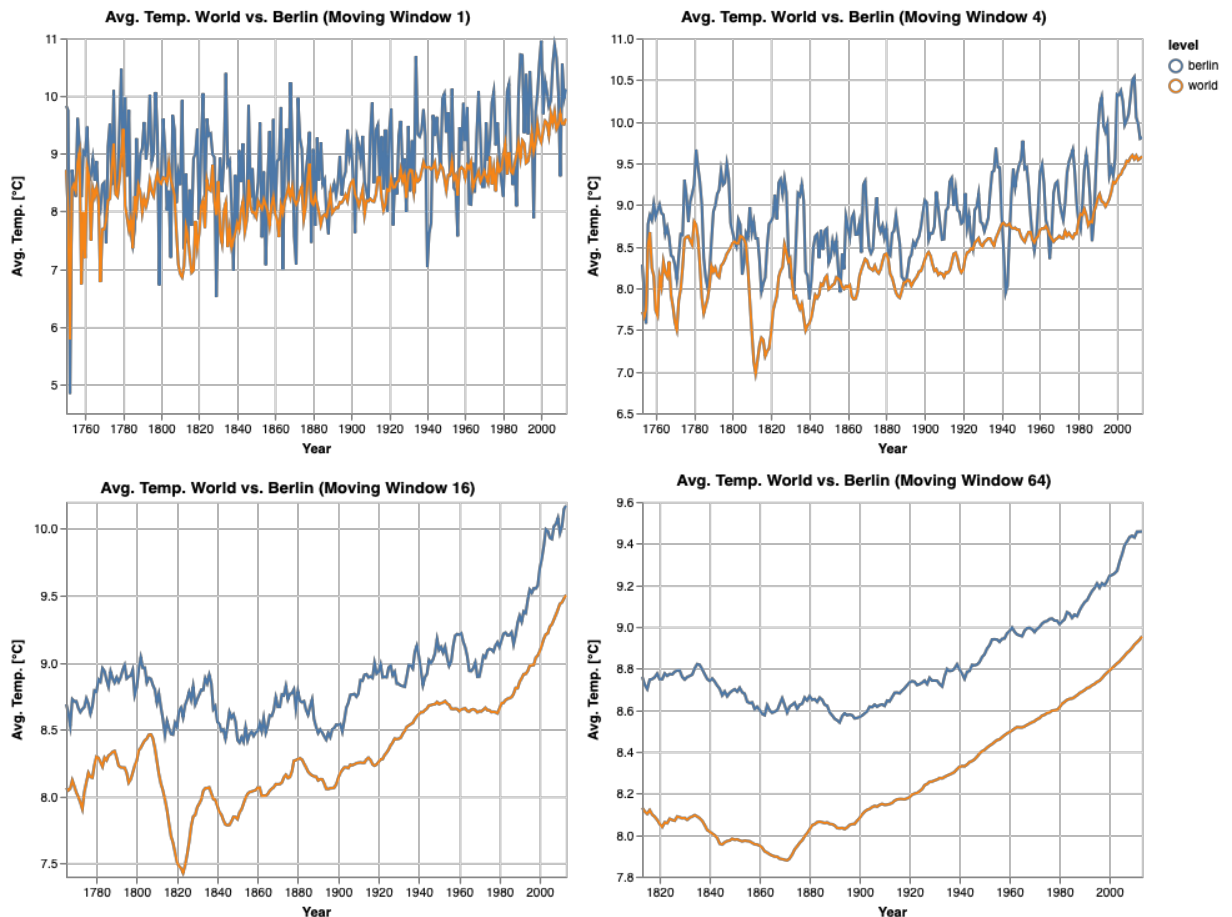 Avg. Temp. World vs. Berlin (Moving Window 1)
11
10
9
8
7
6
5
Avg. Temp. [°C]
1760 1780 1800 1820 1840 1860 1880 1900 1920 1940 1960 1980 2000
Year
Avg. Temp. World vs. Berlin (Moving Window 4)
11.0
10.5
10.0
9.5
9.0
8.5
8.0
7.5
7.0
6.5
Avg. Temp. [°C]
1760 1780 1800 1820 1840 1860 1880 1900 1920 1940 1960 1980 2000
Year
level
berlin
world
Avg. Temp. World vs. Berlin (Moving Window 16)
10.0
9.5
9.0
8.5
8.0
7.5
Avg. Temp. [°C]
1780 1800 1820 1840 1860 1880 1900 1920 1940 1960 1980 2000
Year
Avg. Temp. World vs. Berlin (Moving Window 64)
9.6
9.4
9.2
9.0
8.8
8.6
8.4
8.2
8.0
7.8
Avg. Temp. [°C]
1820 1840 1860 1880 1900 1920 1940 1960 1980 2000
Year